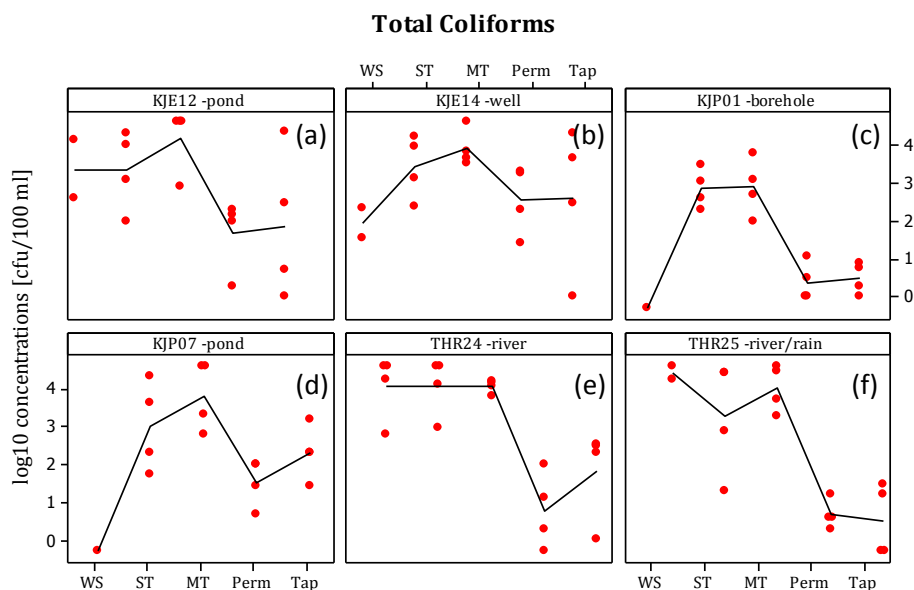 Total Coliforms
WS ST MT Perm Tap
KJE12 -pond KJE14 -well KJP01 -borehole
(a) (b) (c)
4
3
2
1
0
log10 concentrations [cfu/100 ml]
KJP07 -pond THR24 -river THR25 -river/rain
(d) (e) (f)
4
3
2
1
0
WS ST MT Perm Tap WS ST MT Perm Tap